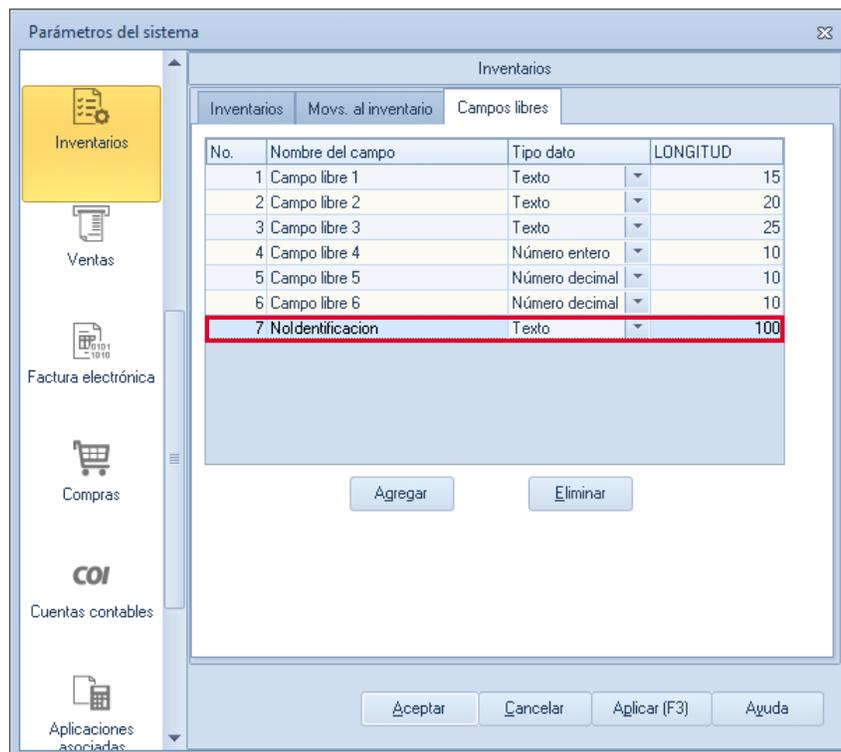 Parámetros del sistema
Inventarios
Ventas
Factura electrónica
0101
1010
Compras
COI
Cuentas contables
Aplicaciones
asociadas
Inventarios
Inventarios Movs. al inventario Campos libres
No. Nombre del campo Tipo dato LONGITUD
1 Campo libre 1 Texto 15
2 Campo libre 2 Texto 20
3 Campo libre 3 Texto 25
4 Campo libre 4 Número entero 10
5 Campo libre 5 Número decimal 10
6 Campo libre 6 Número decimal 10
7 NoIdentificacion Texto 100
Agregar Eliminar
Aceptar Cancelar Aplicar (F3) Ayuda